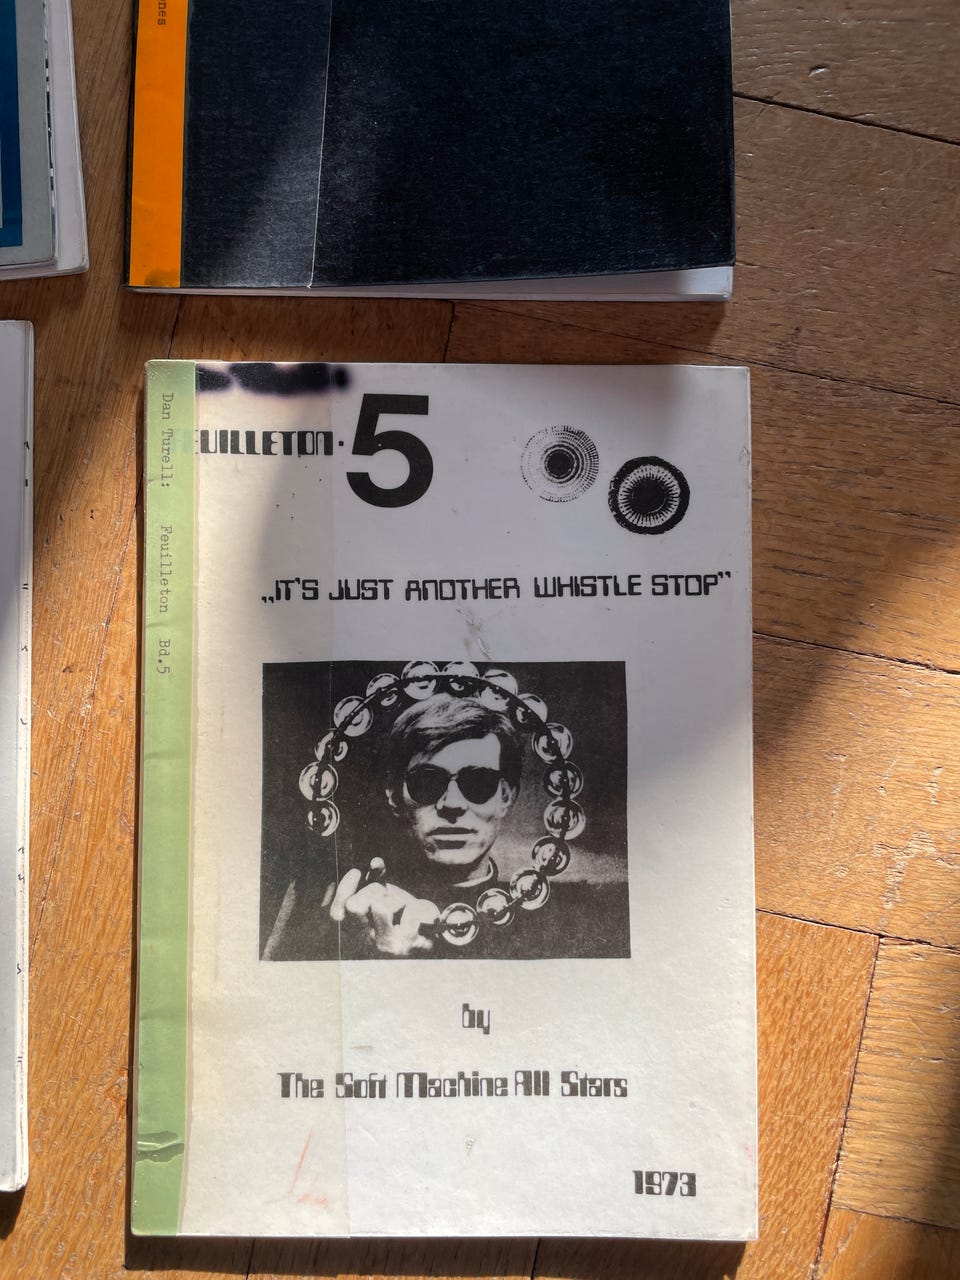 nes
Dan Turell: Feuilleton Bd.5
EUILLETON· 5
„IT'S JUST ANOTHER WHISTLE STOP”
by
The Soft Machine All Stars
1973